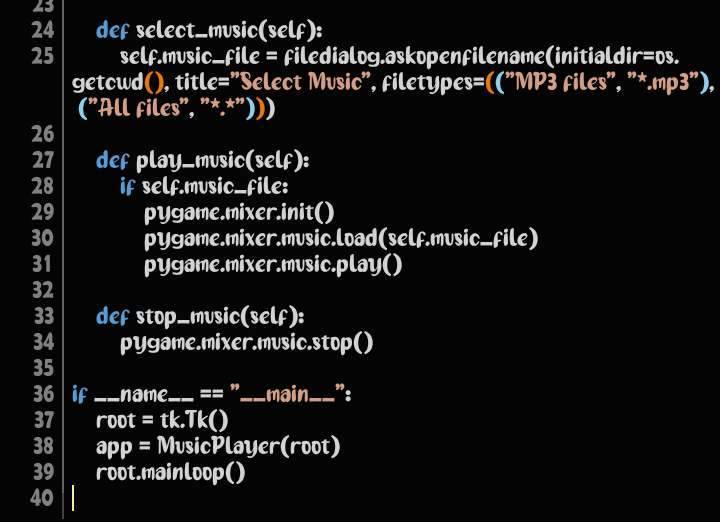 23
24 def select_music(self):
25 self.music_file = filedialog.askopenfilename(initialdir=os.
getcwd(), title="Select Music", filetypes=(("MP3 files", "*.mp3"),
("All files", "*.*"))))
26
27 def play_music(self):
28 if self.music_file:
29 pygame.mixer.init()
30 pygame.mixer.music.load(self.music_file)
31 pygame.mixer.music.play()
32
33 def stop_music(self):
34 pygame.mixer.music.stop()
35
36 if __name__ == "__main__":
37 root = tk.Tk()
38 app = MusicPlayer(root)
39 root.mainloop()
40